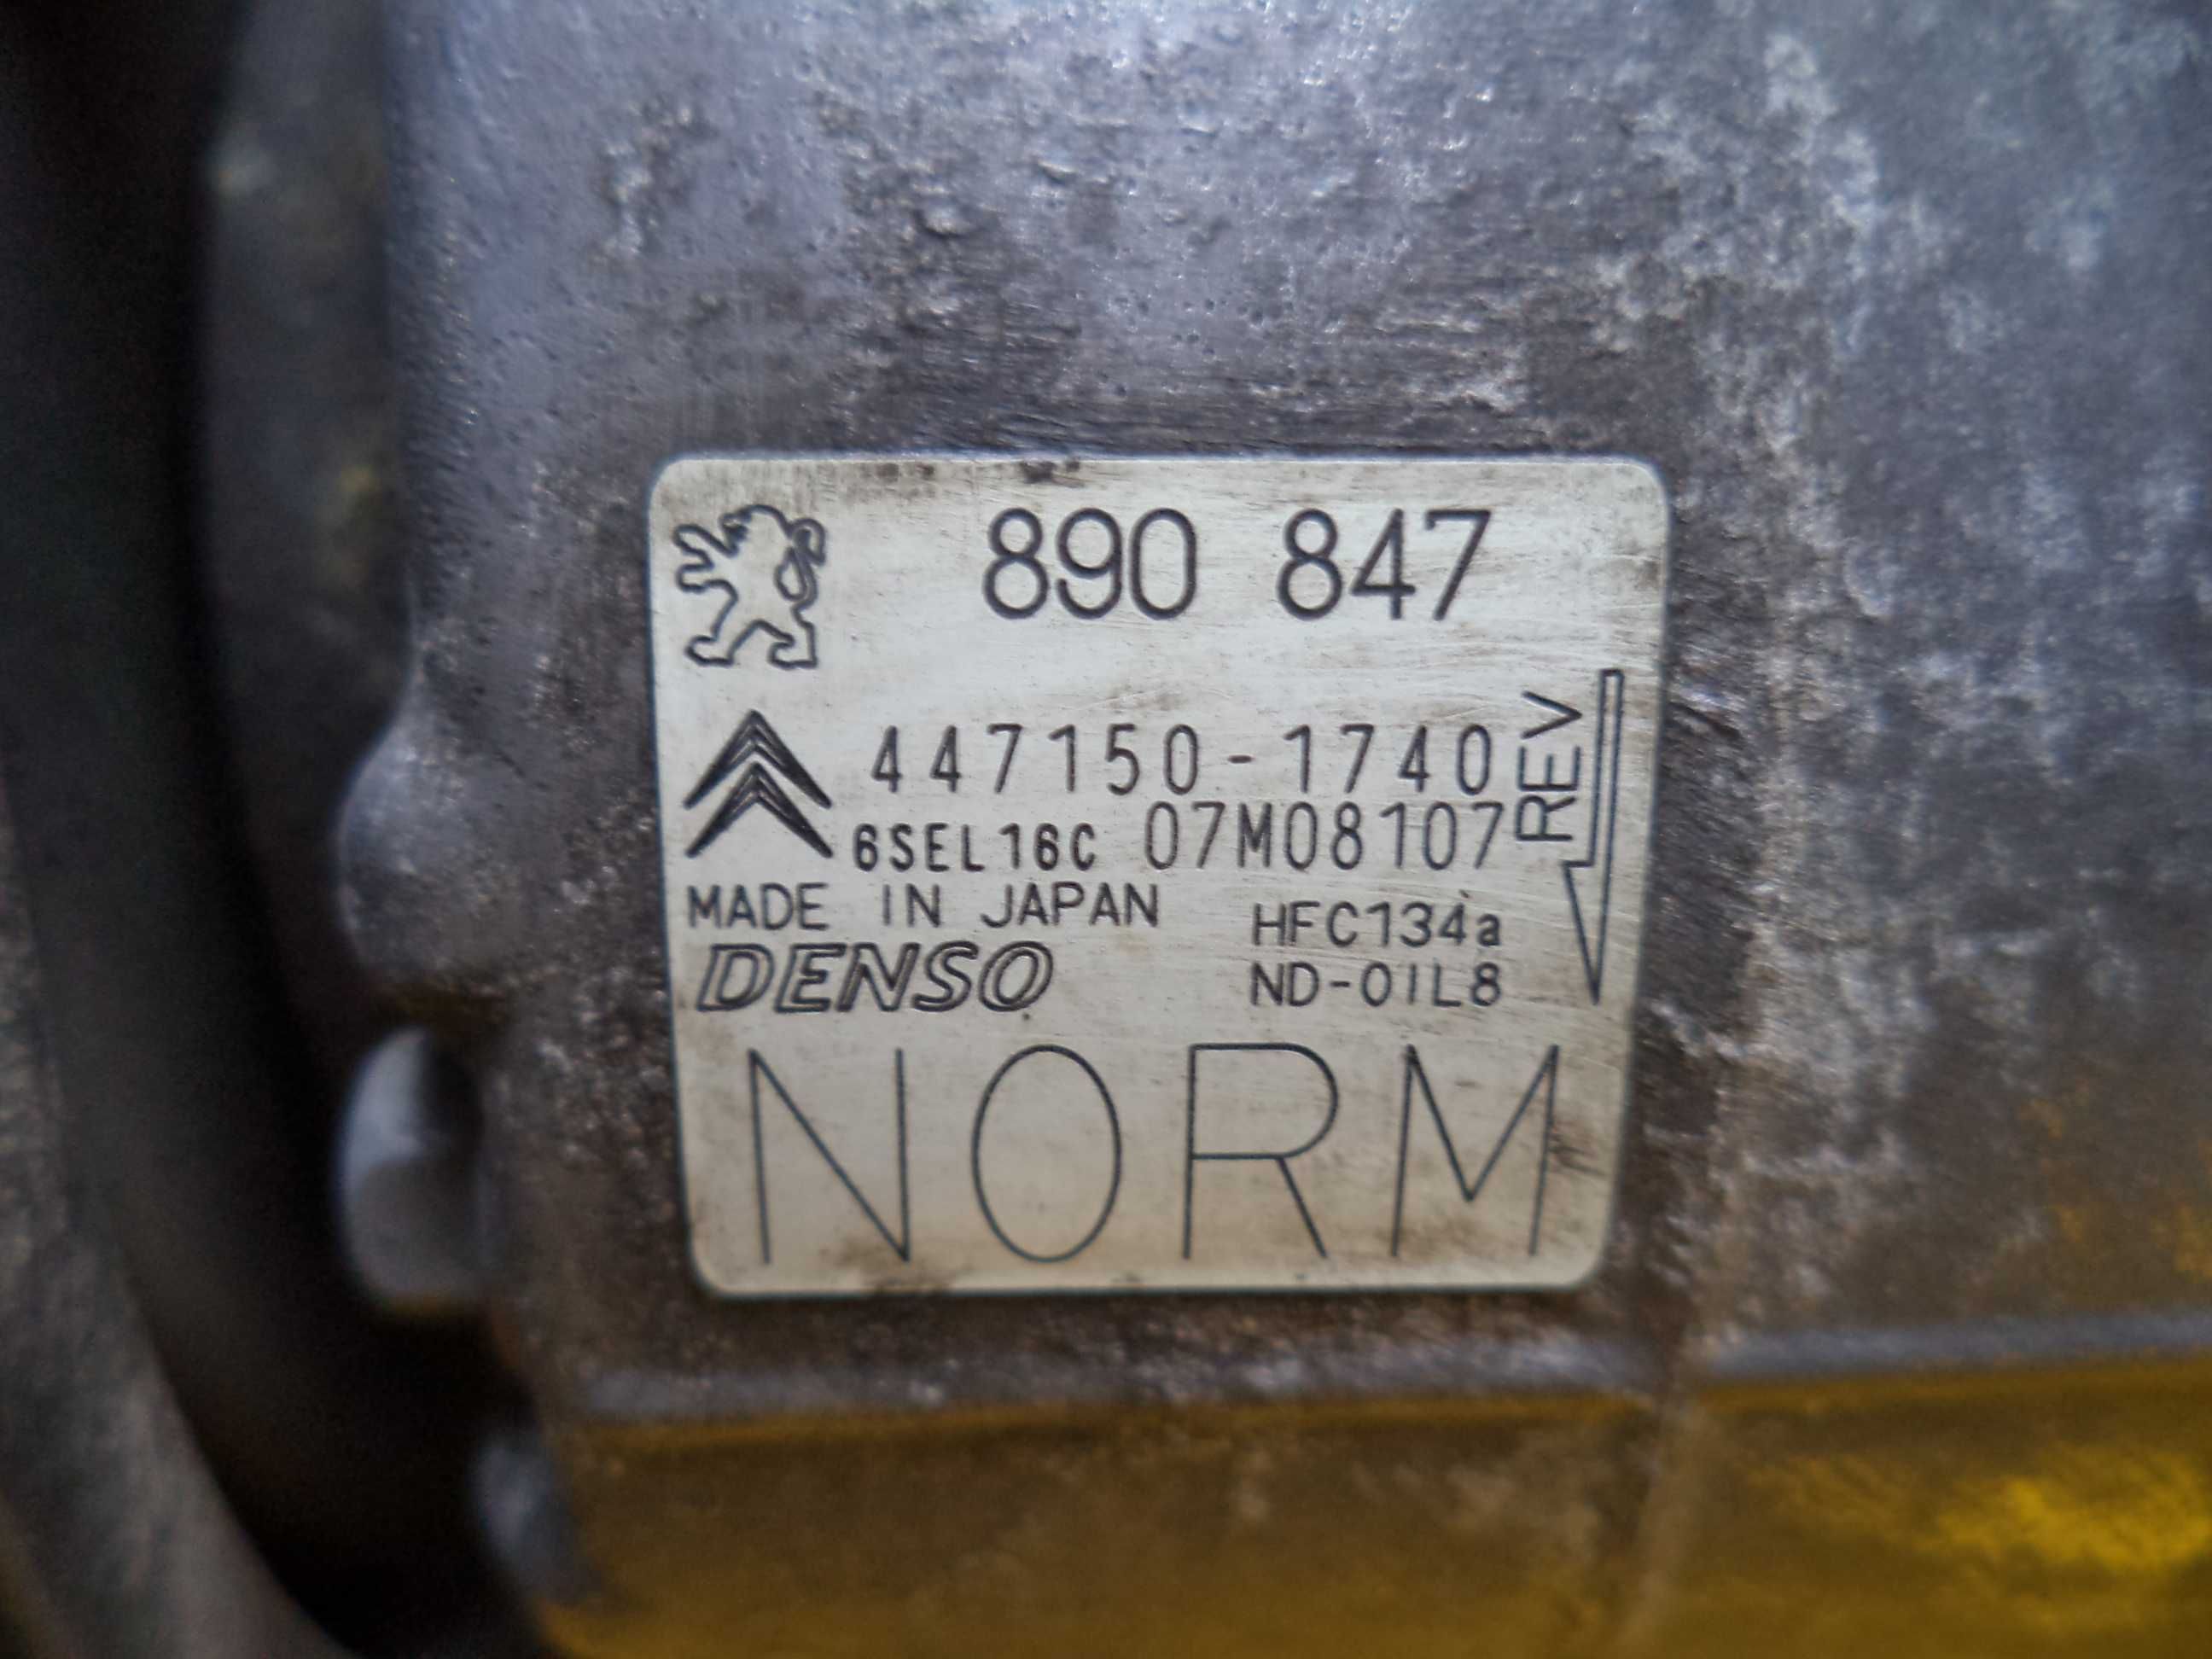 890 847
447150-1740
REV
6SEL16C 07M08107
MADE IN JAPAN HFC134a
DENSO ND-OIL8
NORM